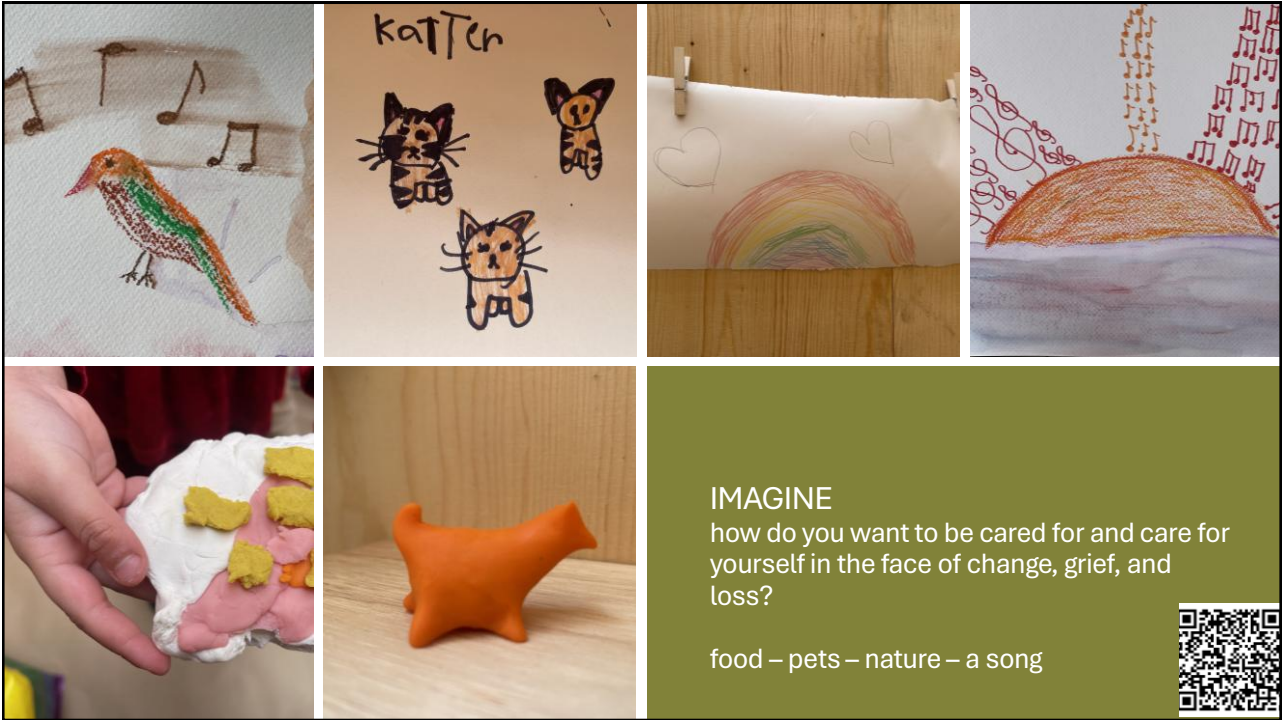 KaTTen
IMAGINE
how do you want to be cared for and care for
yourself in the face of change, grief, and
loss?
food – pets – nature – a song